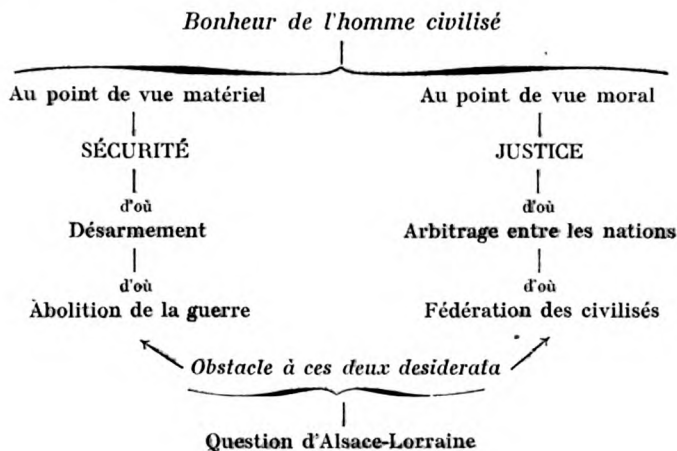 Bonheur de l'homme civilisé
Au point de vue matériel
Au point de vue moral
SÉCURITÉ
JUSTICE
d'où
d'où
Désarmement
Arbitrage entre les nations
d'où
d'où
Abolition de la guerre
Fédération des civilisés
Obstacle à ces deux desiderata
Question d'Alsace-Lorraine